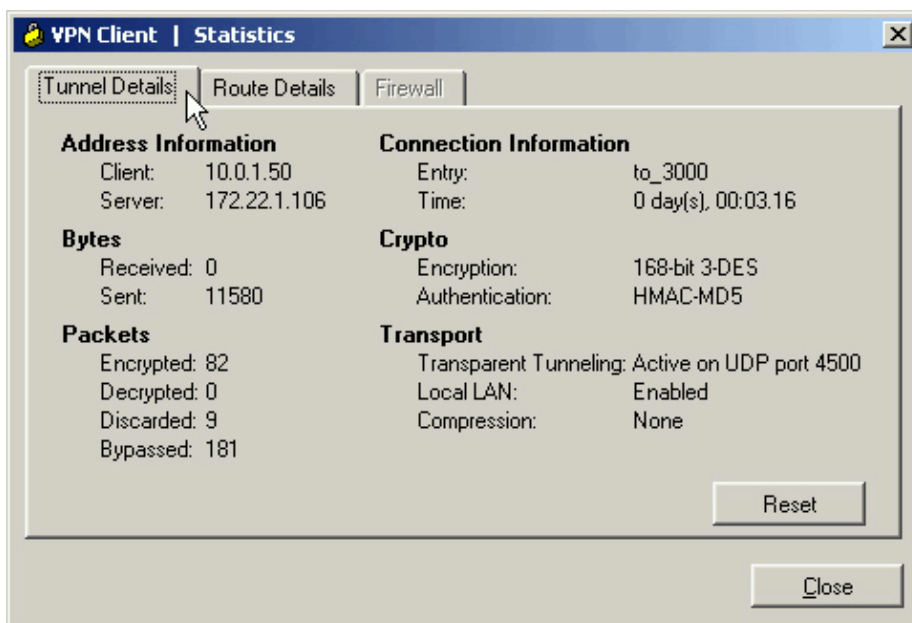 VPN Client | Statistics
Tunnel Details Route Details Firewall
Address Information
Client: 10.0.1.50
Server: 172.22.1.106
Connection Information
Entry: to_3000
Time: 0 day(s), 00:03.16
Bytes
Received: 0
Sent: 11580
Crypto
Encryption: 168-bit 3-DES
Authentication: HMAC-MD5
Packets
Encrypted: 82
Decrypted: 0
Discarded: 9
Bypassed: 181
Transport
Transparent Tunneling: Active on UDP port 4500
Local LAN: Enabled
Compression: None
Reset
Close